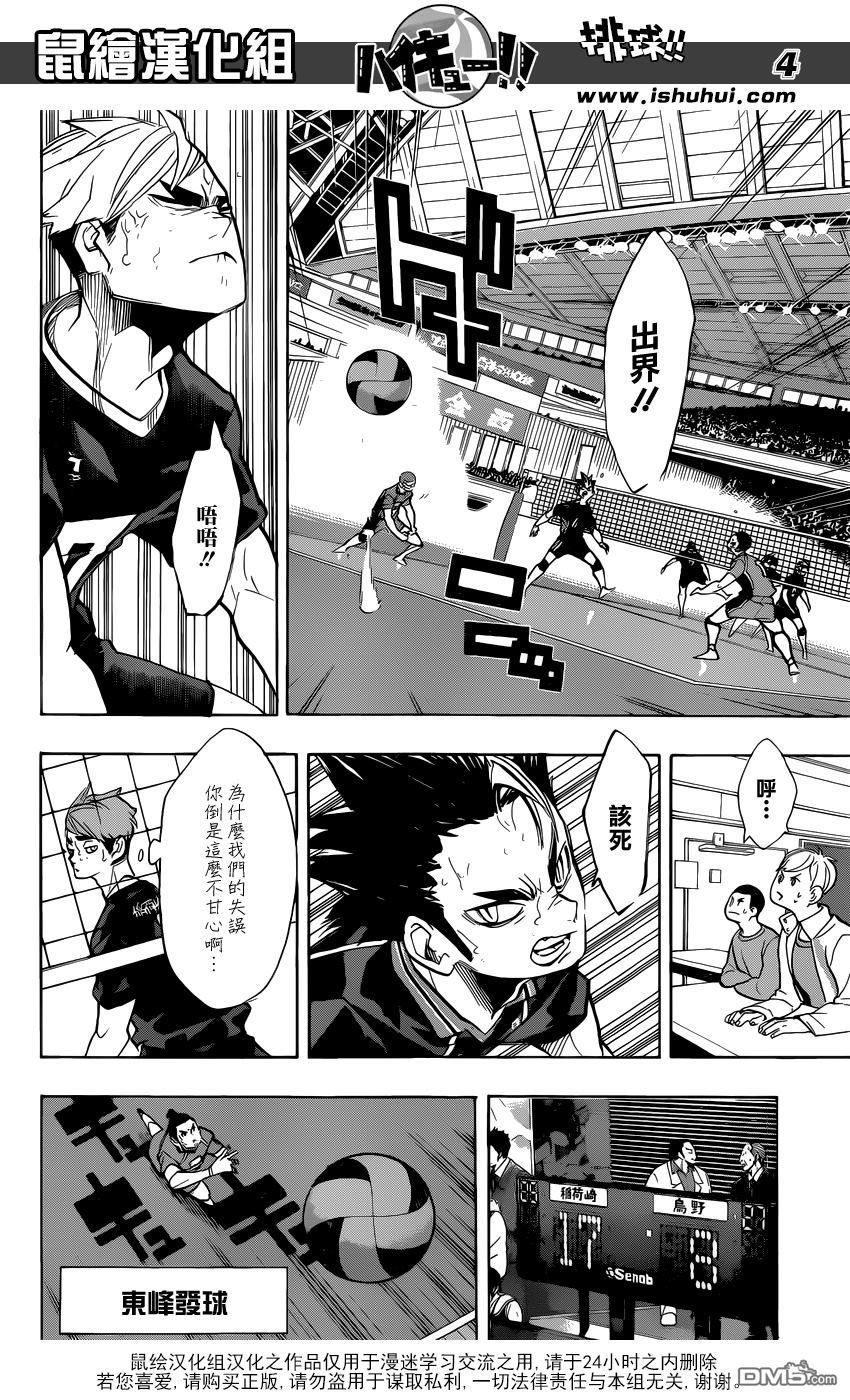 鼠繪漢化組
ハイキュー!!
排球!!
4
www.ishuhui.com
出界!!
金西
唔唔!!
呼…
該死
為什麼我們的失誤
你倒是這麼不甘心啊…
稲荷崎
烏野
17
8
Senoh
キュ
キュ
キュ
東峰發球
鼠绘汉化组汉化之作品仅用于漫迷学习交流之用, 请于24小时之内删除
若您喜爱, 请购买正版, 请勿盗用于谋取私利, 一切法律责任与本组无关, 谢谢。
DM5.com